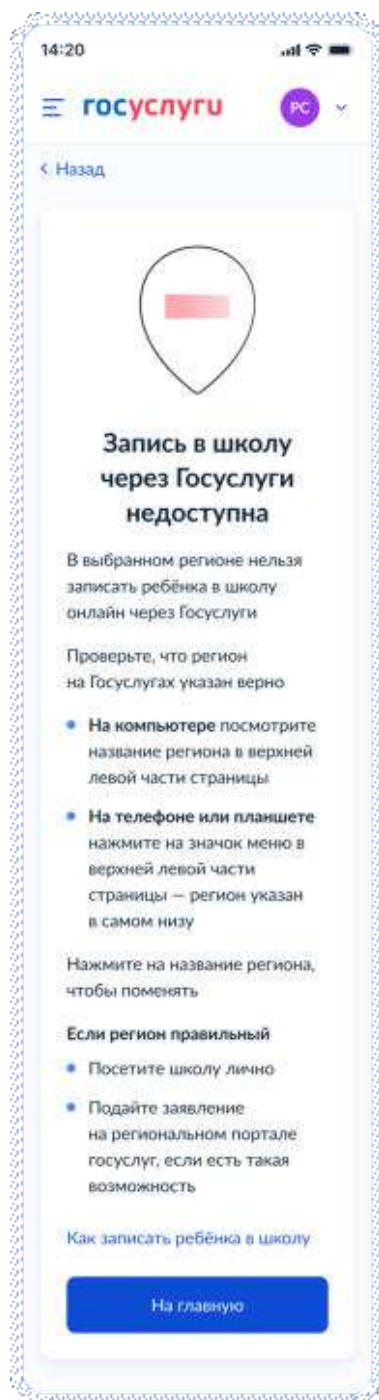 14:20
госуслуги
РС
Назад
Запись в школу
через Госуслуги
недоступна
В выбранном регионе нельзя
записать ребёнка в школу
онлайн через Госуслуги
Проверьте, что регион
на Госуслугах указан верно
На компьютере посмотрите
название региона в верхней
левой части страницы
На телефоне или планшете
нажмите на значок меню в
верхней левой части
страницы — регион указан
в самом низу
Нажмите на название региона,
чтобы поменять
Если регион правильный
Посетите школу лично
Подайте заявление
на региональном портале
госуслуг, если есть такая
возможность
Как записать ребёнка в школу
На главную